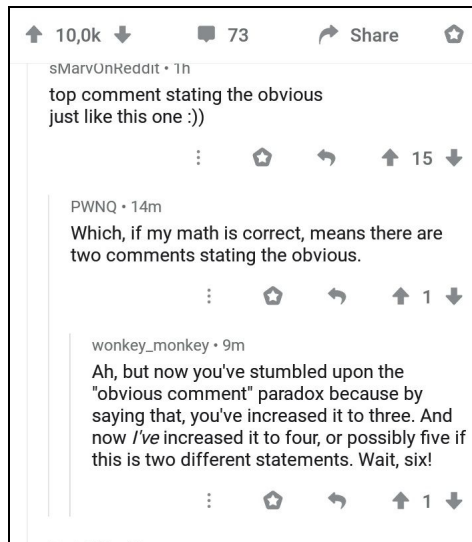 10,0k 73 Share
sMarvOnReddit • 1h
top comment stating the obvious
just like this one :))
15
PWNQ • 14m
Which, if my math is correct, means there are
two comments stating the obvious.
1
wonkey_monkey • 9m
Ah, but now you've stumbled upon the
"obvious comment" paradox because by
saying that, you've increased it to three. And
now I've increased it to four, or possibly five if
this is two different statements. Wait, six!
1